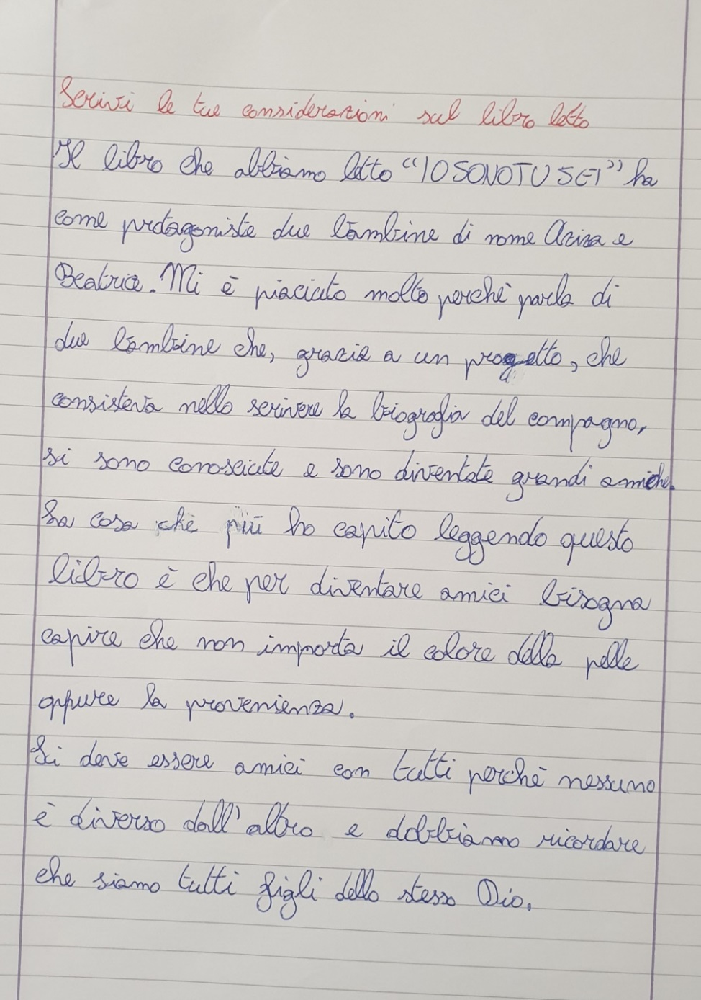 Scrivi le tue considerazioni sul libro letto
Il libro che abbiamo letto “IO SONO TU SEI” ha
come protagoniste due bambine di nome Aziza e
Beatrice. Mi è piaciuto molto perché parla di
due bambine che, grazie a un progetto, che
consisteva nello scrivere la biografia del compagno,
si sono conosciute e sono diventate grandi amiche.
La cosa che più ho capito leggendo questo
libro è che per diventare amici bisogna
capire che non importa il colore della pelle
oppure la provenienza.
Si deve essere amici con tutti perchè nessuno
è diverso dall'altro e dobbiamo ricordare
che siamo tutti figli dello stesso Dio.